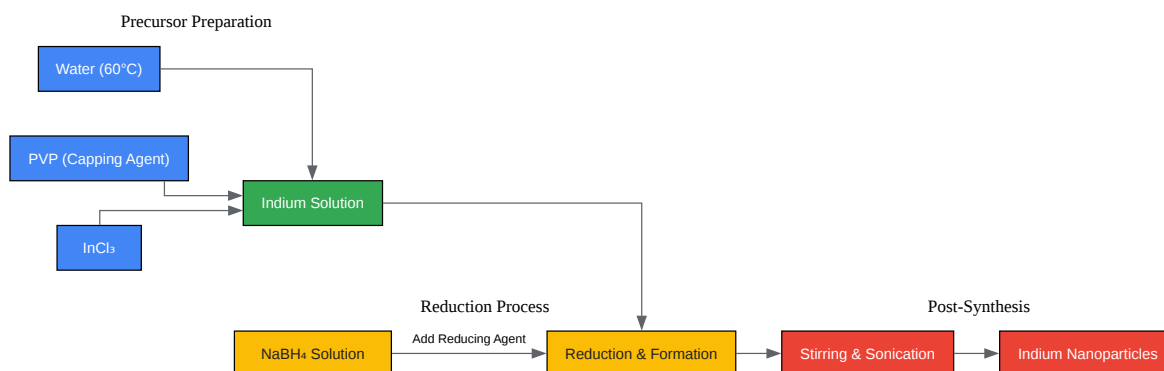 Precursor Preparation
Water (60°C)
PVP (Capping Agent)
Indium Solution
InCl₃
Reduction Process
Post-Synthesis
NaBH₄ Solution
Add Reducing Agent
Reduction & Formation
Stirring & Sonication
Indium Nanoparticles